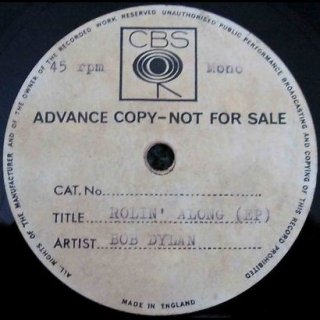 ALL RIGHTS OF THE MANUFACTURER AND OF THE OWNER OF THE RECORDED WORK RESERVED UNAUTHORISED PUBLIC PERFORMANCE BROADCASTING AND COPYING OF THIS RECORD PROHIBITED
CBS
45 rpm Mono
ADVANCE COPY-NOT FOR SALE
CAT. No
TITLE ROLIN' ALONG (EP)
ARTIST BOB DYLAN
MADE IN ENGLAND